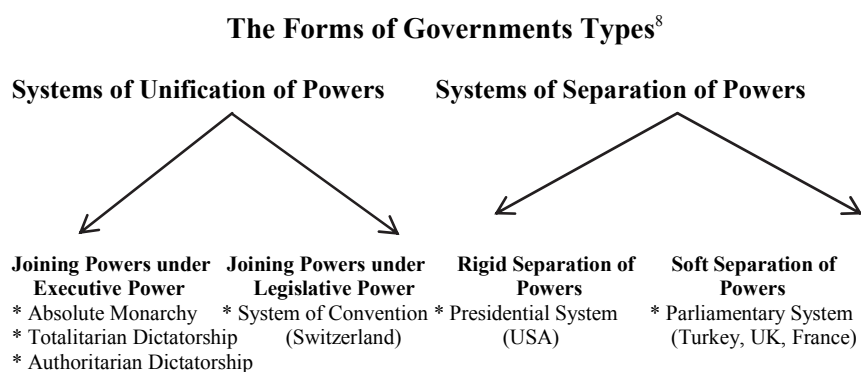 The Forms of Governments Types8
Systems of Unification of Powers
Systems of Separation of Powers
Joining Powers under
Executive Power
* Absolute Monarchy
* Totalitarian Dictatorship
* Authoritarian Dictatorship
Joining Powers under
Legislative Power
* System of Convention
(Switzerland)
Rigid Separation of
Powers
* Presidential System
(USA)
Soft Separation of
Powers
* Parliamentary System
(Turkey, UK, France)